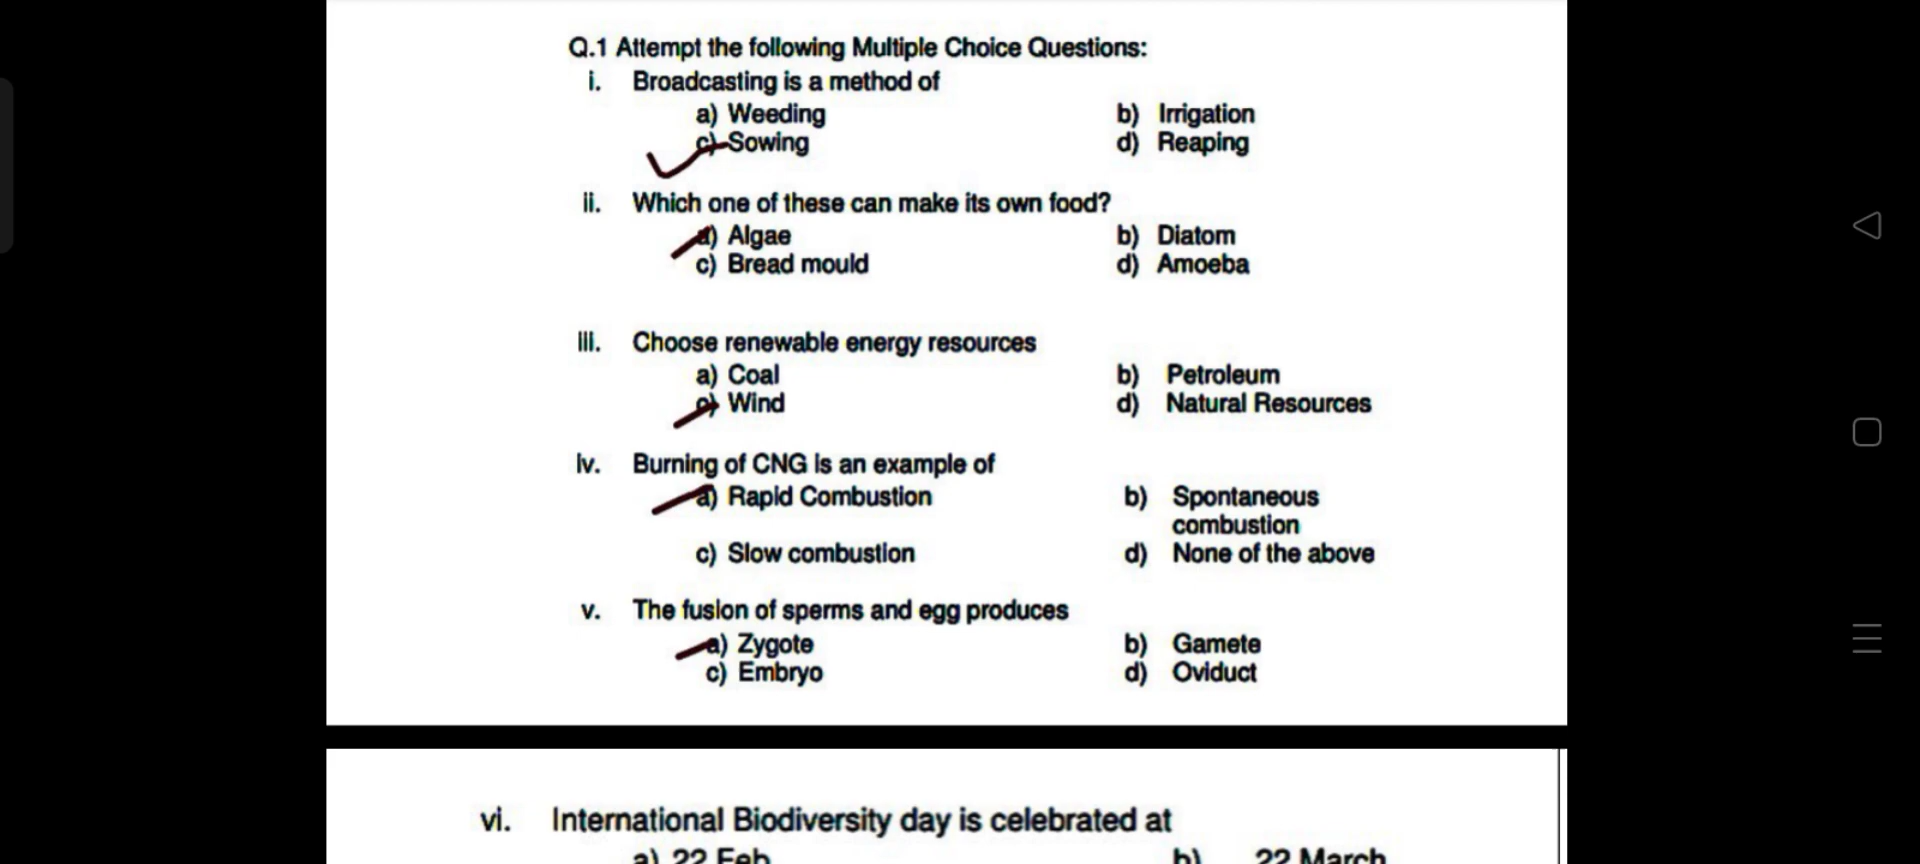 Q.1 Attempt the following Multiple Choice Questions:
i. Broadcasting is a method of
a) Weeding b) Irrigation
c) Sowing d) Reaping
ii. Which one of these can make its own food?
a) Algae b) Diatom
c) Bread mould d) Amoeba
iii. Choose renewable energy resources
a) Coal b) Petroleum
c) Wind d) Natural Resources
iv. Burning of CNG is an example of
a) Rapid Combustion b) Spontaneous
combustion
c) Slow combustion d) None of the above
v. The fusion of sperms and egg produces
a) Zygote b) Gamete
c) Embryo d) Oviduct
vi. International Biodiversity day is celebrated at
a) 22 Feb b) 22 March